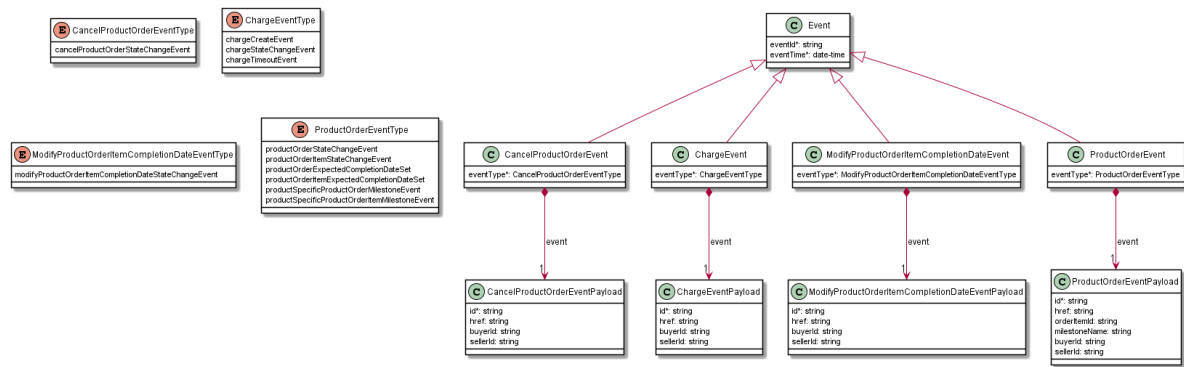 E CancelProductOrderEventType
cancelProductOrderStateChangeEvent
E ChargeEventType
chargeCreateEvent
chargeStateChangeEvent
chargeTimeoutEvent
C Event
eventId*: string
eventTime*: date-time
E ModifyProductOrderItemCompletionDateEventType
modifyProductOrderItemCompletionDateStateChangeEvent
E ProductOrderEventType
productOrderStateChangeEvent
productOrderItemStateChangeEvent
productOrderExpectedCompletionDateSet
productOrderItemExpectedCompletionDateSet
productSpecificProductOrderMilestoneEvent
productSpecificProductOrderItemMilestoneEvent
C CancelProductOrderEvent
eventType*: CancelProductOrderEventType
C ChargeEvent
eventType*: ChargeEventType
C ModifyProductOrderItemCompletionDateEvent
eventType*: ModifyProductOrderItemCompletionDateEventType
C ProductOrderEvent
eventType*: ProductOrderEventType
event
1
event
1
event
1
event
1
C CancelProductOrderEventPayload
id*: string
href: string
buyerId: string
sellerId: string
C ChargeEventPayload
id*: string
href: string
buyerId: string
sellerId: string
C ModifyProductOrderItemCompletionDateEventPayload
id*: string
href: string
buyerId: string
sellerId: string
C ProductOrderEventPayload
id*: string
href: string
orderItemId: string
milestoneName: string
buyerId: string
sellerId: string